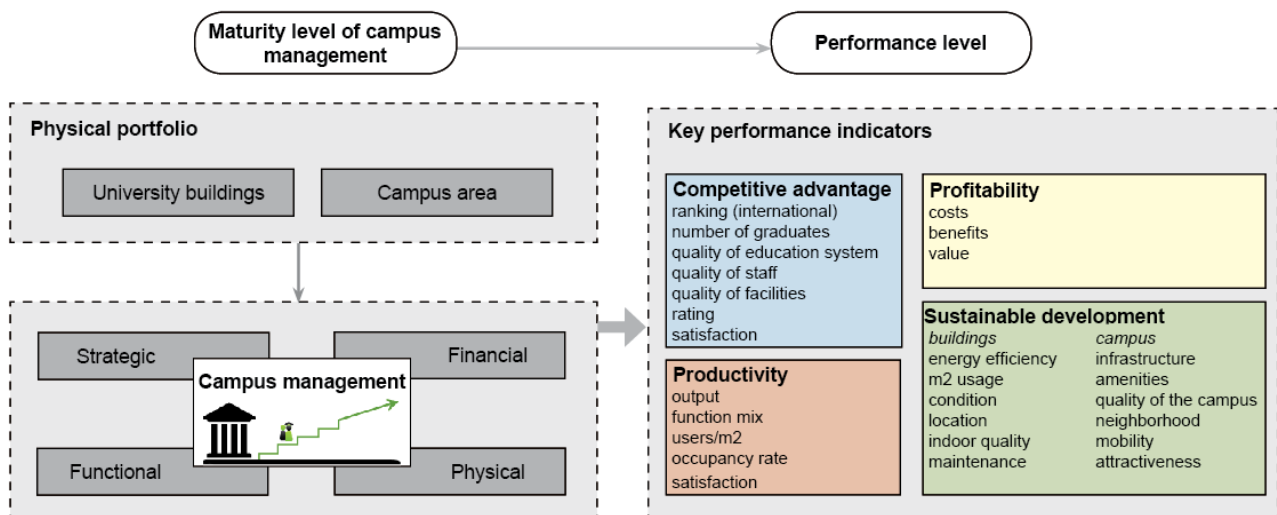 Maturity level of campus
management
Performance level
Physical portfolio
University buildings
Campus area
Strategic
Financial
Campus management
Functional
Physical
Key performance indicators
Competitive advantage
ranking (international)
number of graduates
quality of education system
quality of staff
quality of facilities
rating
satisfaction
Profitability
costs
benefits
value
Productivity
output
function mix
users/m2
occupancy rate
satisfaction
Sustainable development
buildings campus
energy efficiency infrastructure
m2 usage amenities
condition quality of the campus
location neighborhood
indoor quality mobility
maintenance attractiveness